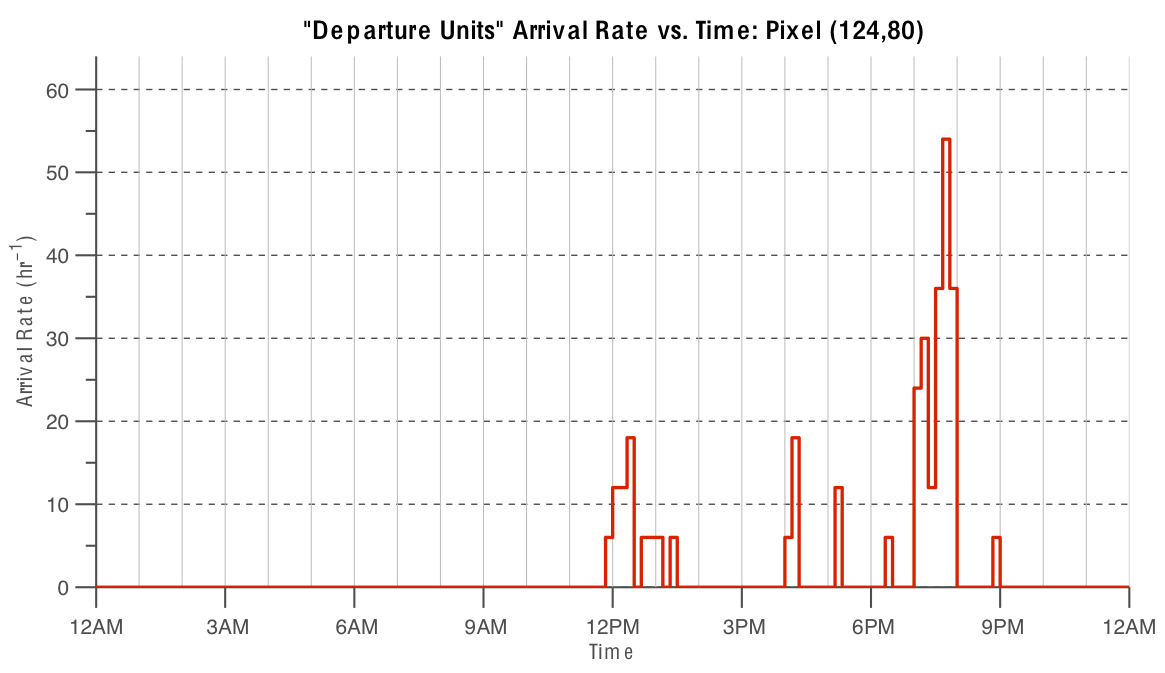 "Departure Units" Arrival Rate vs. Time: Pixel (124,80)
60
50
40
30
20
10
0
Arrival Rate (hr⁻¹)
12AM 3AM 6AM 9AM 12PM 3PM 6PM 9PM 12AM
Time